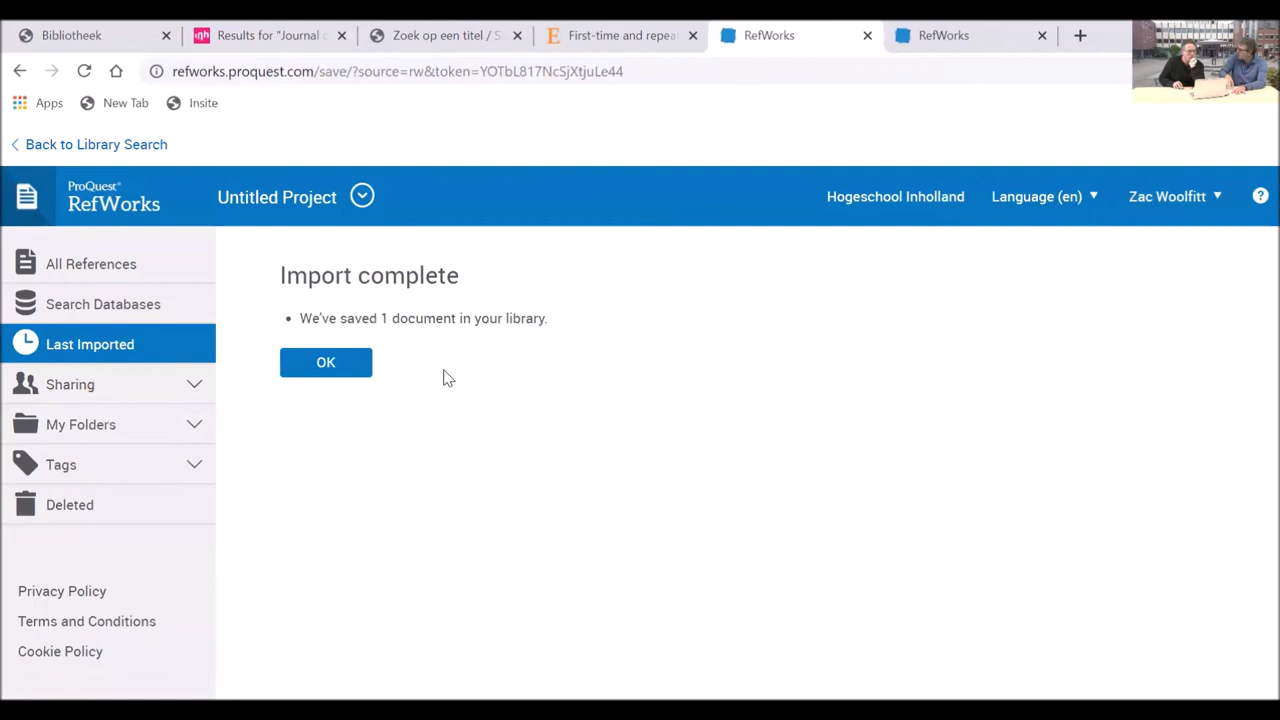 Bibliotheek
Results for "Journal c
Zoek op een titel / S
First-time and repea
RefWorks
RefWorks
refworks.proquest.com/save/?source=rw&token=YOTbL817NcSjXtjuLe44
Apps
New Tab
Insite
Back to Library Search
ProQuest®
RefWorks
Untitled Project
Hogeschool Inholland
Language (en)
Zac Woolfitt
?
All References
Search Databases
Last Imported
Sharing
My Folders
Tags
Deleted
Import complete
We've saved 1 document in your library.
OK
Privacy Policy
Terms and Conditions
Cookie Policy